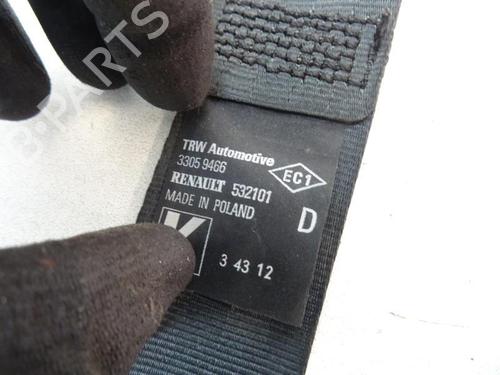 TRW Automotive
3305 9466
EC1
RENAULT 532101
MADE IN POLAND
D
3 43 12
B-PARTS